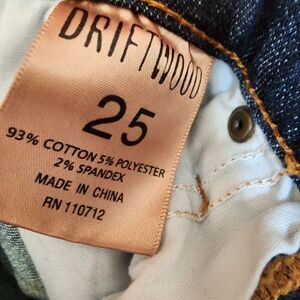 DRIFTWOOD
25
93% COTTON 5% POLYESTER
2% SPANDEX
MADE IN CHINA
RN 110712